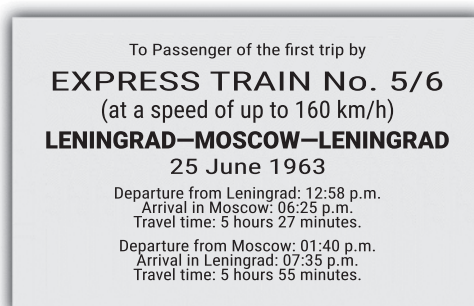 To Passenger of the first trip by
EXPRESS TRAIN No. 5/6
(at a speed of up to 160 km/h)
LENINGRAD—MOSCOW—LENINGRAD
25 June 1963
Departure from Leningrad: 12:58 p.m.
Arrival in Moscow: 06:25 p.m.
Travel time: 5 hours 27 minutes.
Departure from Moscow: 01:40 p.m.
Arrival in Leningrad: 07:35 p.m.
Travel time: 5 hours 55 minutes.